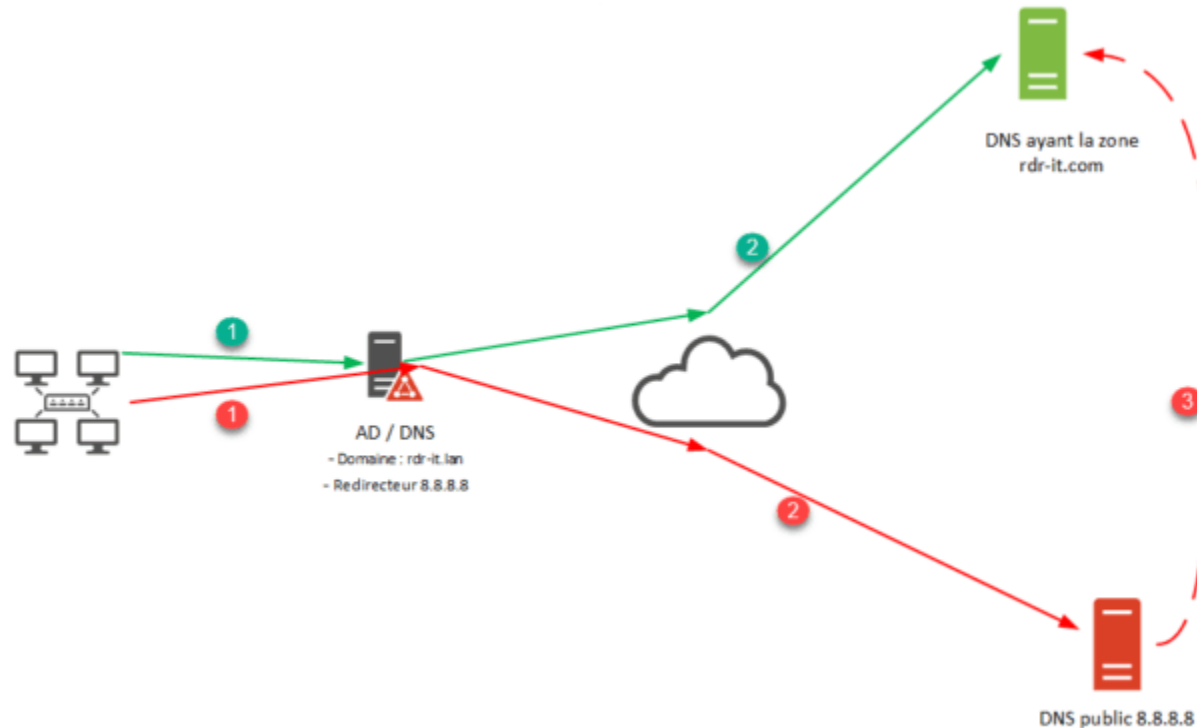 DNS ayant la zone
rdr-it.com
2
1
1
AD / DNS
- Domaine : rdr-it.lan
- Redirecteur 8.8.8.8
3
2
DNS public 8.8.8.8